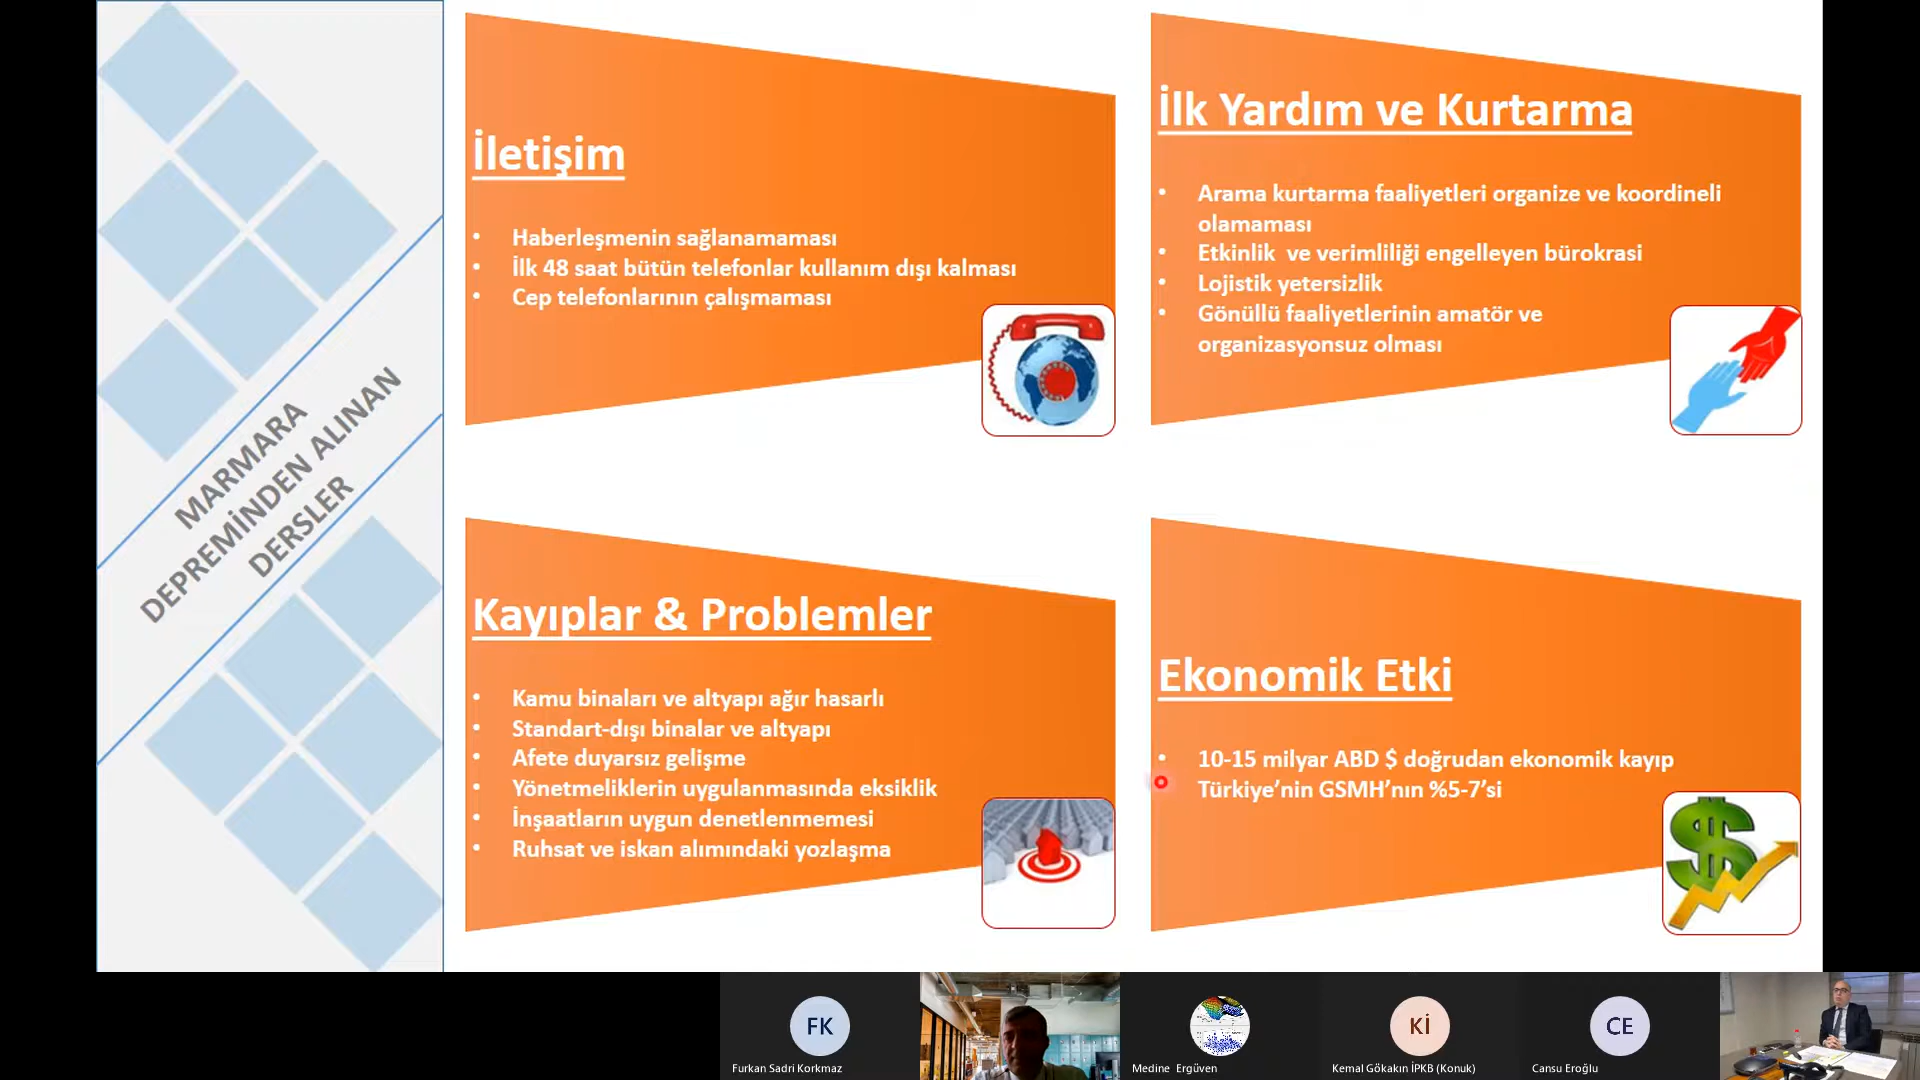 MARMARA
DEPREMİNDEN ALINAN
DERSLER
İletişim
• Haberleşmenin sağlanamaması
• İlk 48 saat bütün telefonlar kullanım dışı kalması
• Cep telefonlarının çalışmaması
İlk Yardım ve Kurtarma
• Arama kurtarma faaliyetleri organize ve koordineli
olamaması
• Etkinlik ve verimliliği engelleyen bürokrasi
• Lojistik yetersizlik
• Gönüllü faaliyetlerinin amatör ve
organizasyonsuz olması
Kayıplar & Problemler
• Kamu binaları ve altyapı ağır hasarlı
• Standart-dışı binalar ve altyapı
• Afete duyarsız gelişme
• Yönetmeliklerin uygulanmasında eksiklik
• İnşaatların uygun denetlenmemesi
• Ruhsat ve iskan alımındaki yozlaşma
Ekonomik Etki
• 10-15 milyar ABD $ doğrudan ekonomik kayıp
Türkiye’nin GSMH’nın %5-7’si
FK
Furkan Sadri Korkmaz
Medine Ergüven
Kİ
Kemal Gökakın İPKB (Konuk)
CE
Cansu Eroğlu